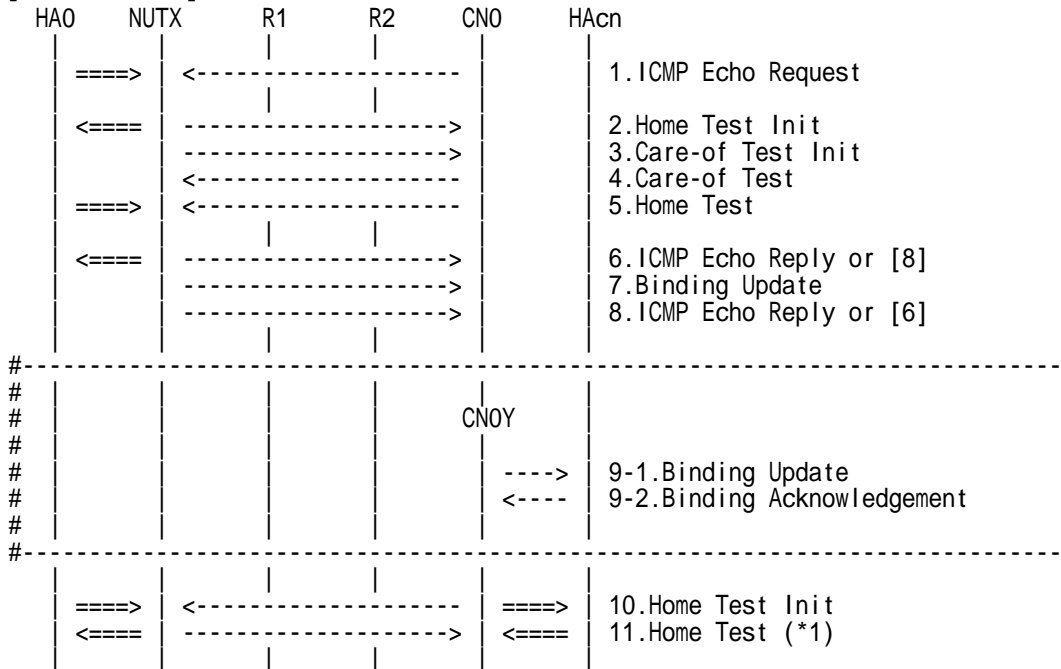 HA0 NUTX R1 R2 CN0 HAcn
1.ICMP Echo Request
2.Home Test Init
3.Care-of Test Init
4.Care-of Test
5.Home Test
6.ICMP Echo Reply or [8]
7.Binding Update
8.ICMP Echo Reply or [6]
CN0Y
9-1.Binding Update
9-2.Binding Acknowledgement
10.Home Test Init
11.Home Test (*1)